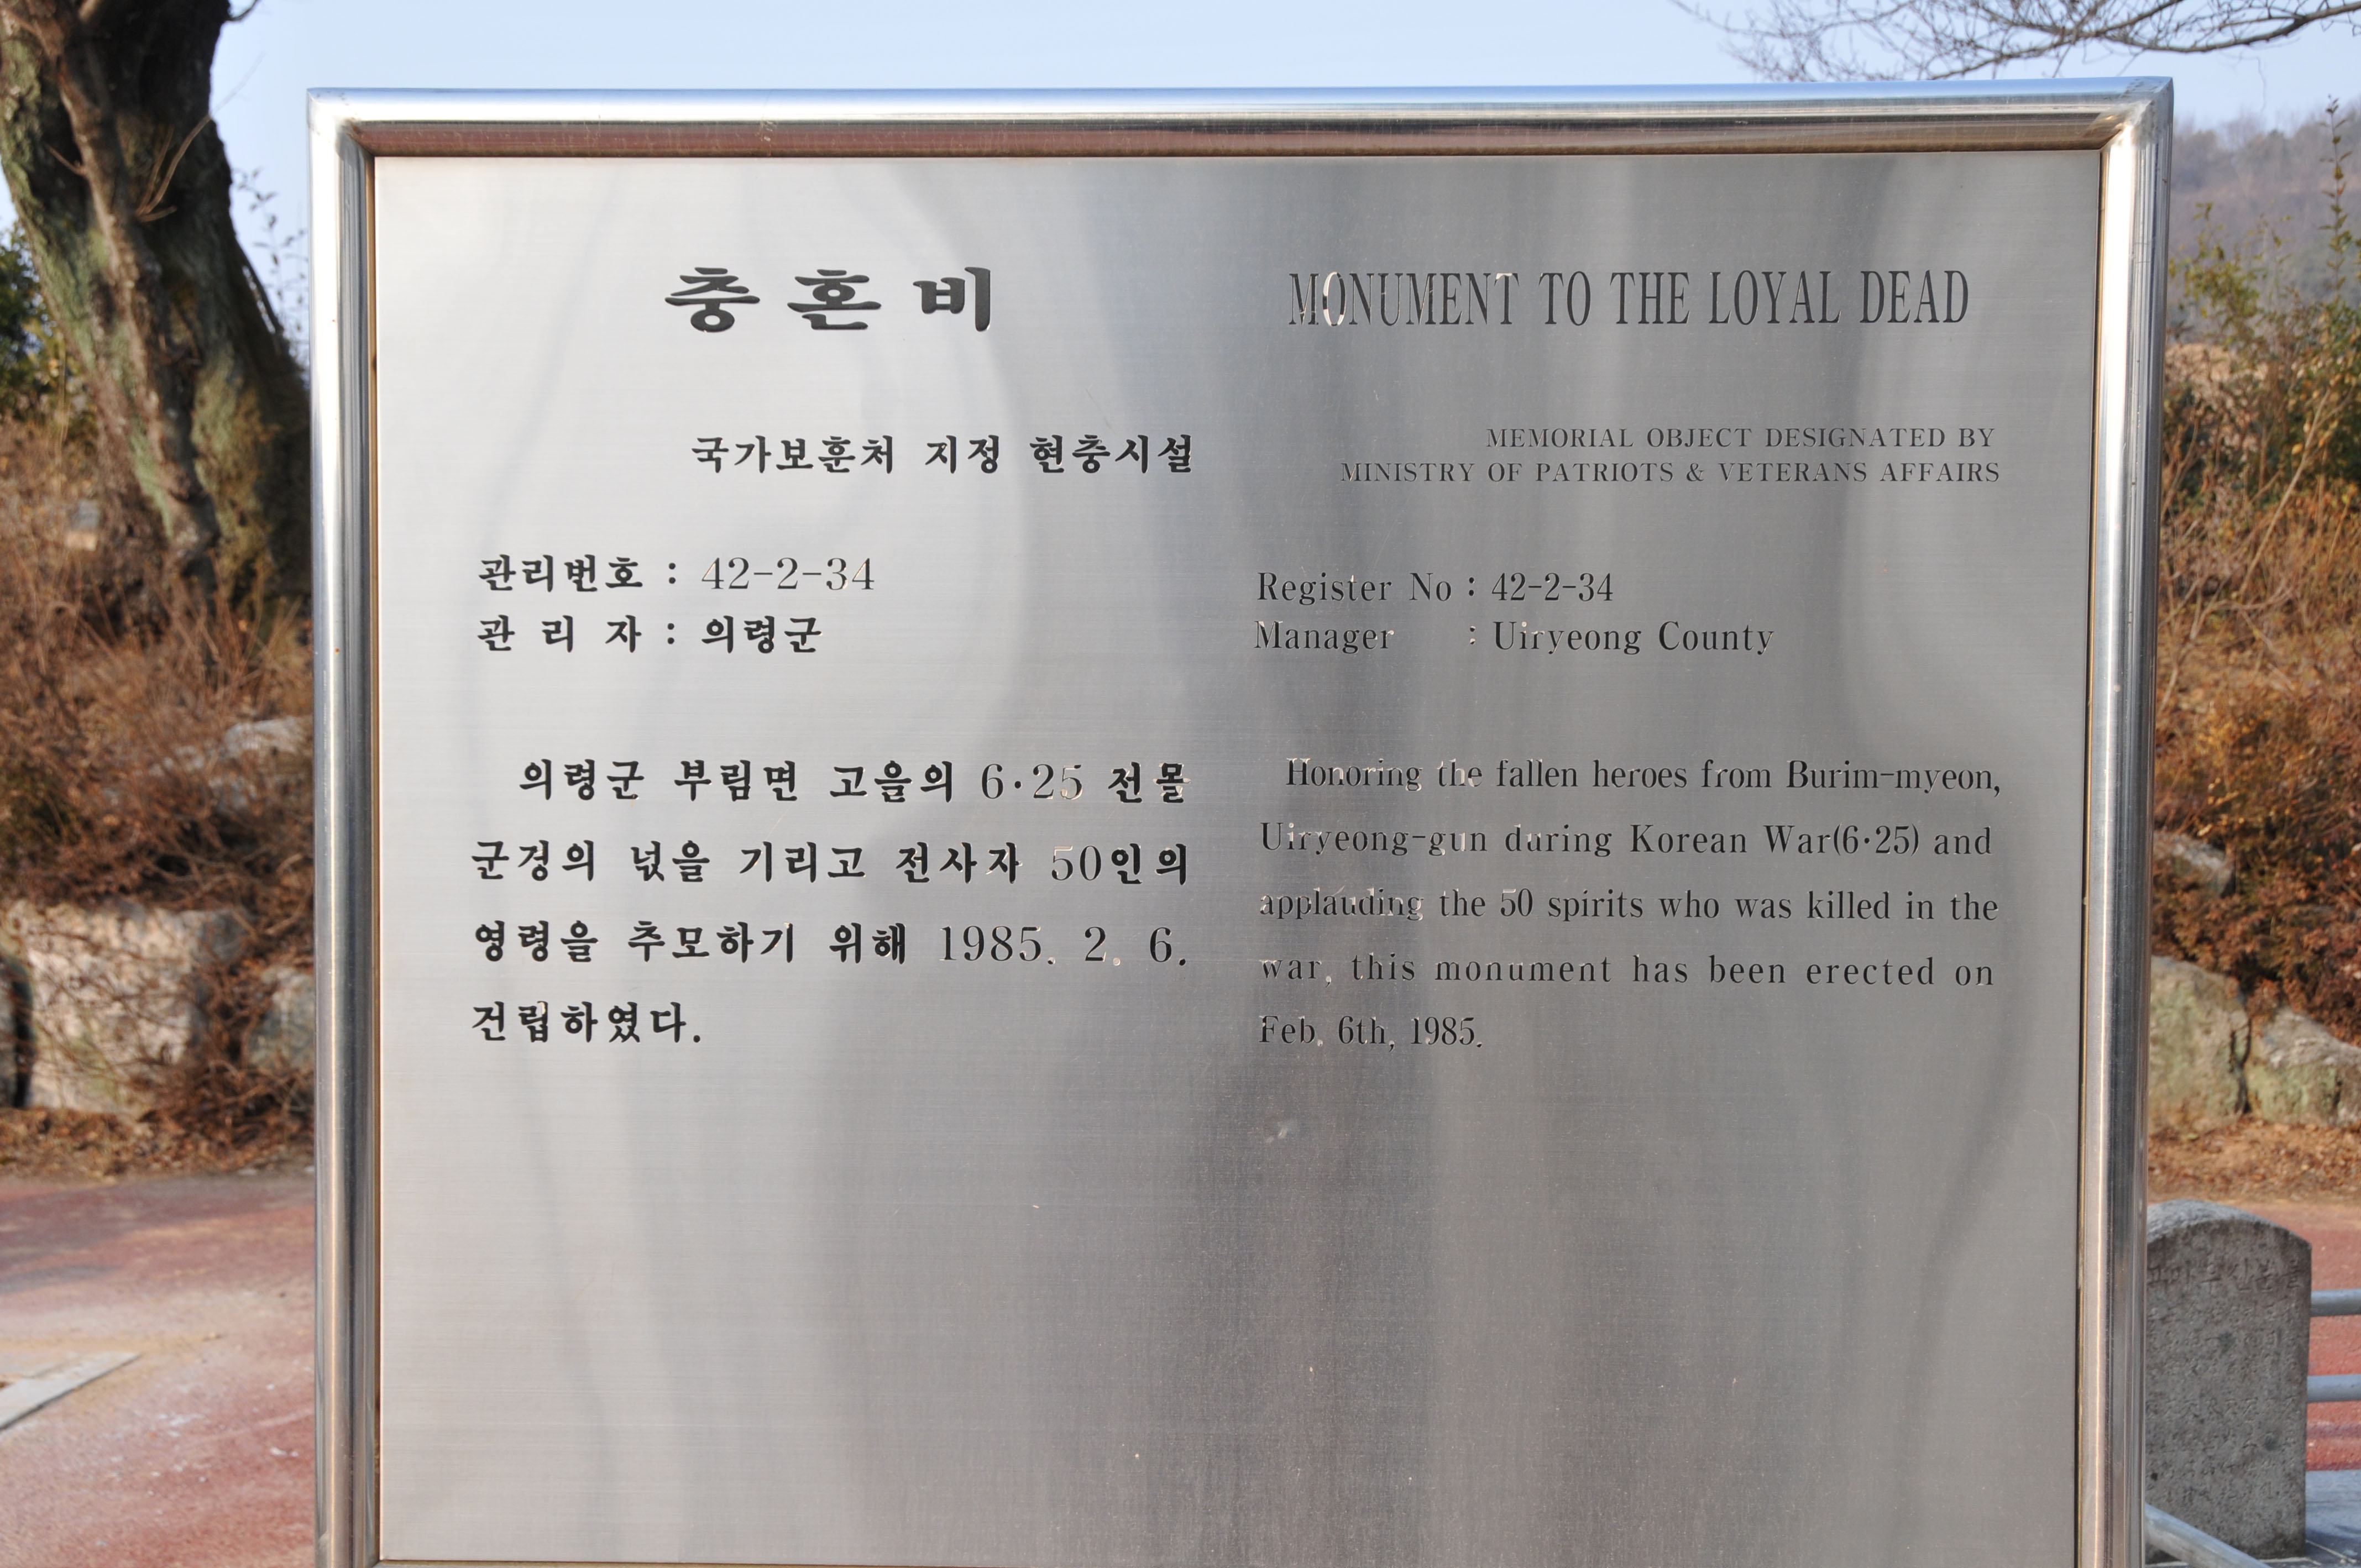 충혼비
국가보훈처 지정 현충시설
관리번호 : 42-2-34
관 리 자 : 의령군
의령군 부림면 고을의 6·25 전몰
군경의 넋을 기리고 전사자 50인의
영령을 추모하기 위해 1985. 2. 6.
건립하였다.
MONUMENT TO THE LOYAL DEAD
MEMORIAL OBJECT DESIGNATED BY
MINISTRY OF PATRIOTS & VETERANS AFFAIRS
Register No : 42-2-34
Manager : Uiryeong County
Honoring the fallen heroes from Burim-myeon,
Uiryeong-gun during Korean War(6·25) and
applauding the 50 spirits who was killed in the
war, this monument has been erected on
Feb. 6th, 1985.